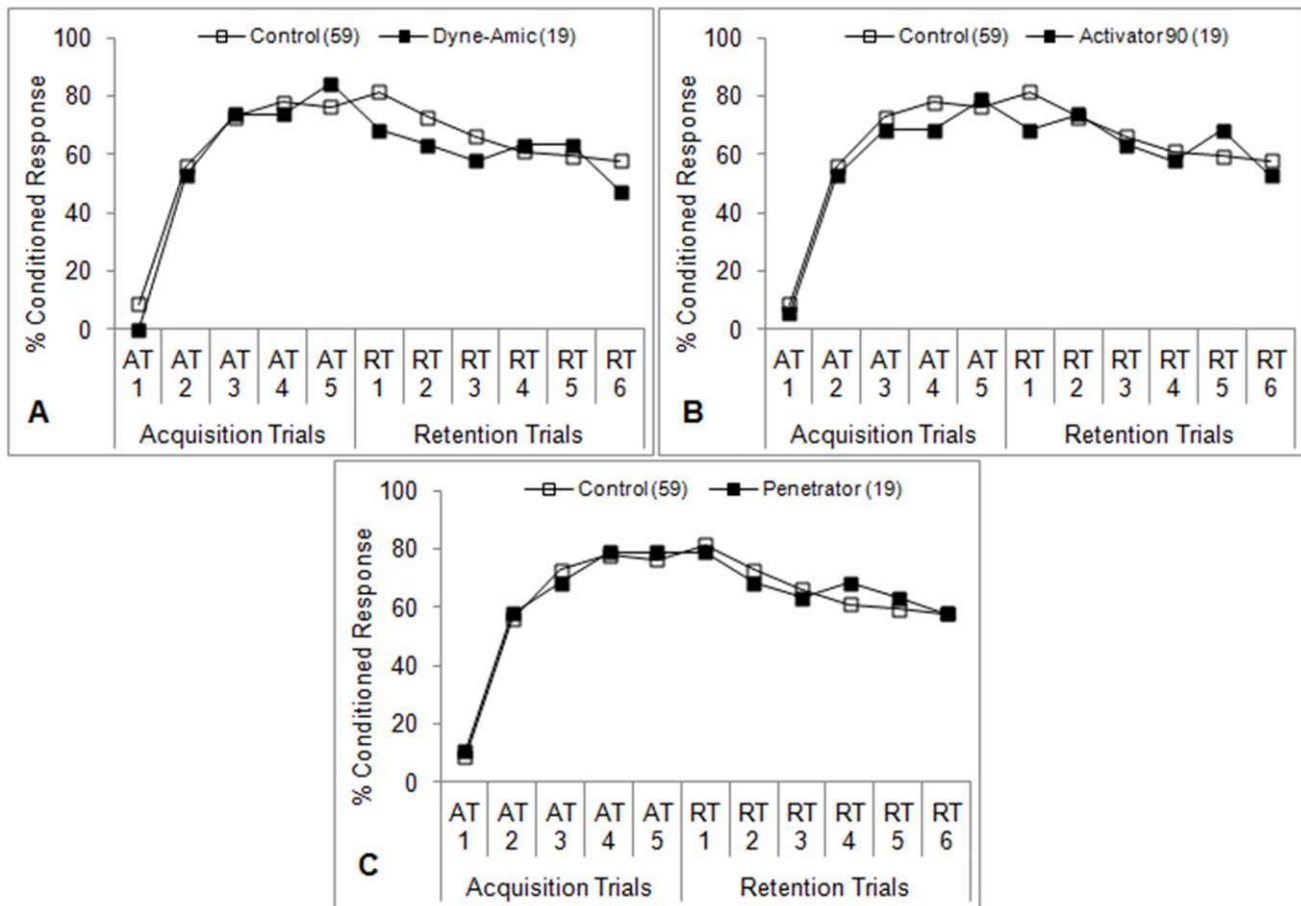 100
Control (59)
Dyne-Amic (19)
80
60
40
20
0
% Conditioned Response
AT 1
AT 2
AT 3
AT 4
AT 5
RT 1
RT 2
RT 3
RT 4
RT 5
RT 6
A
Acquisition Trials
Retention Trials
100
Control (59)
Activator 90 (19)
80
60
40
20
0
% Conditioned Response
AT 1
AT 2
AT 3
AT 4
AT 5
RT 1
RT 2
RT 3
RT 4
RT 5
RT 6
B
Acquisition Trials
Retention Trials
100
Control (59)
Penetrator (19)
80
60
40
20
0
% Conditioned Response
AT 1
AT 2
AT 3
AT 4
AT 5
RT 1
RT 2
RT 3
RT 4
RT 5
RT 6
C
Acquisition Trials
Retention Trials